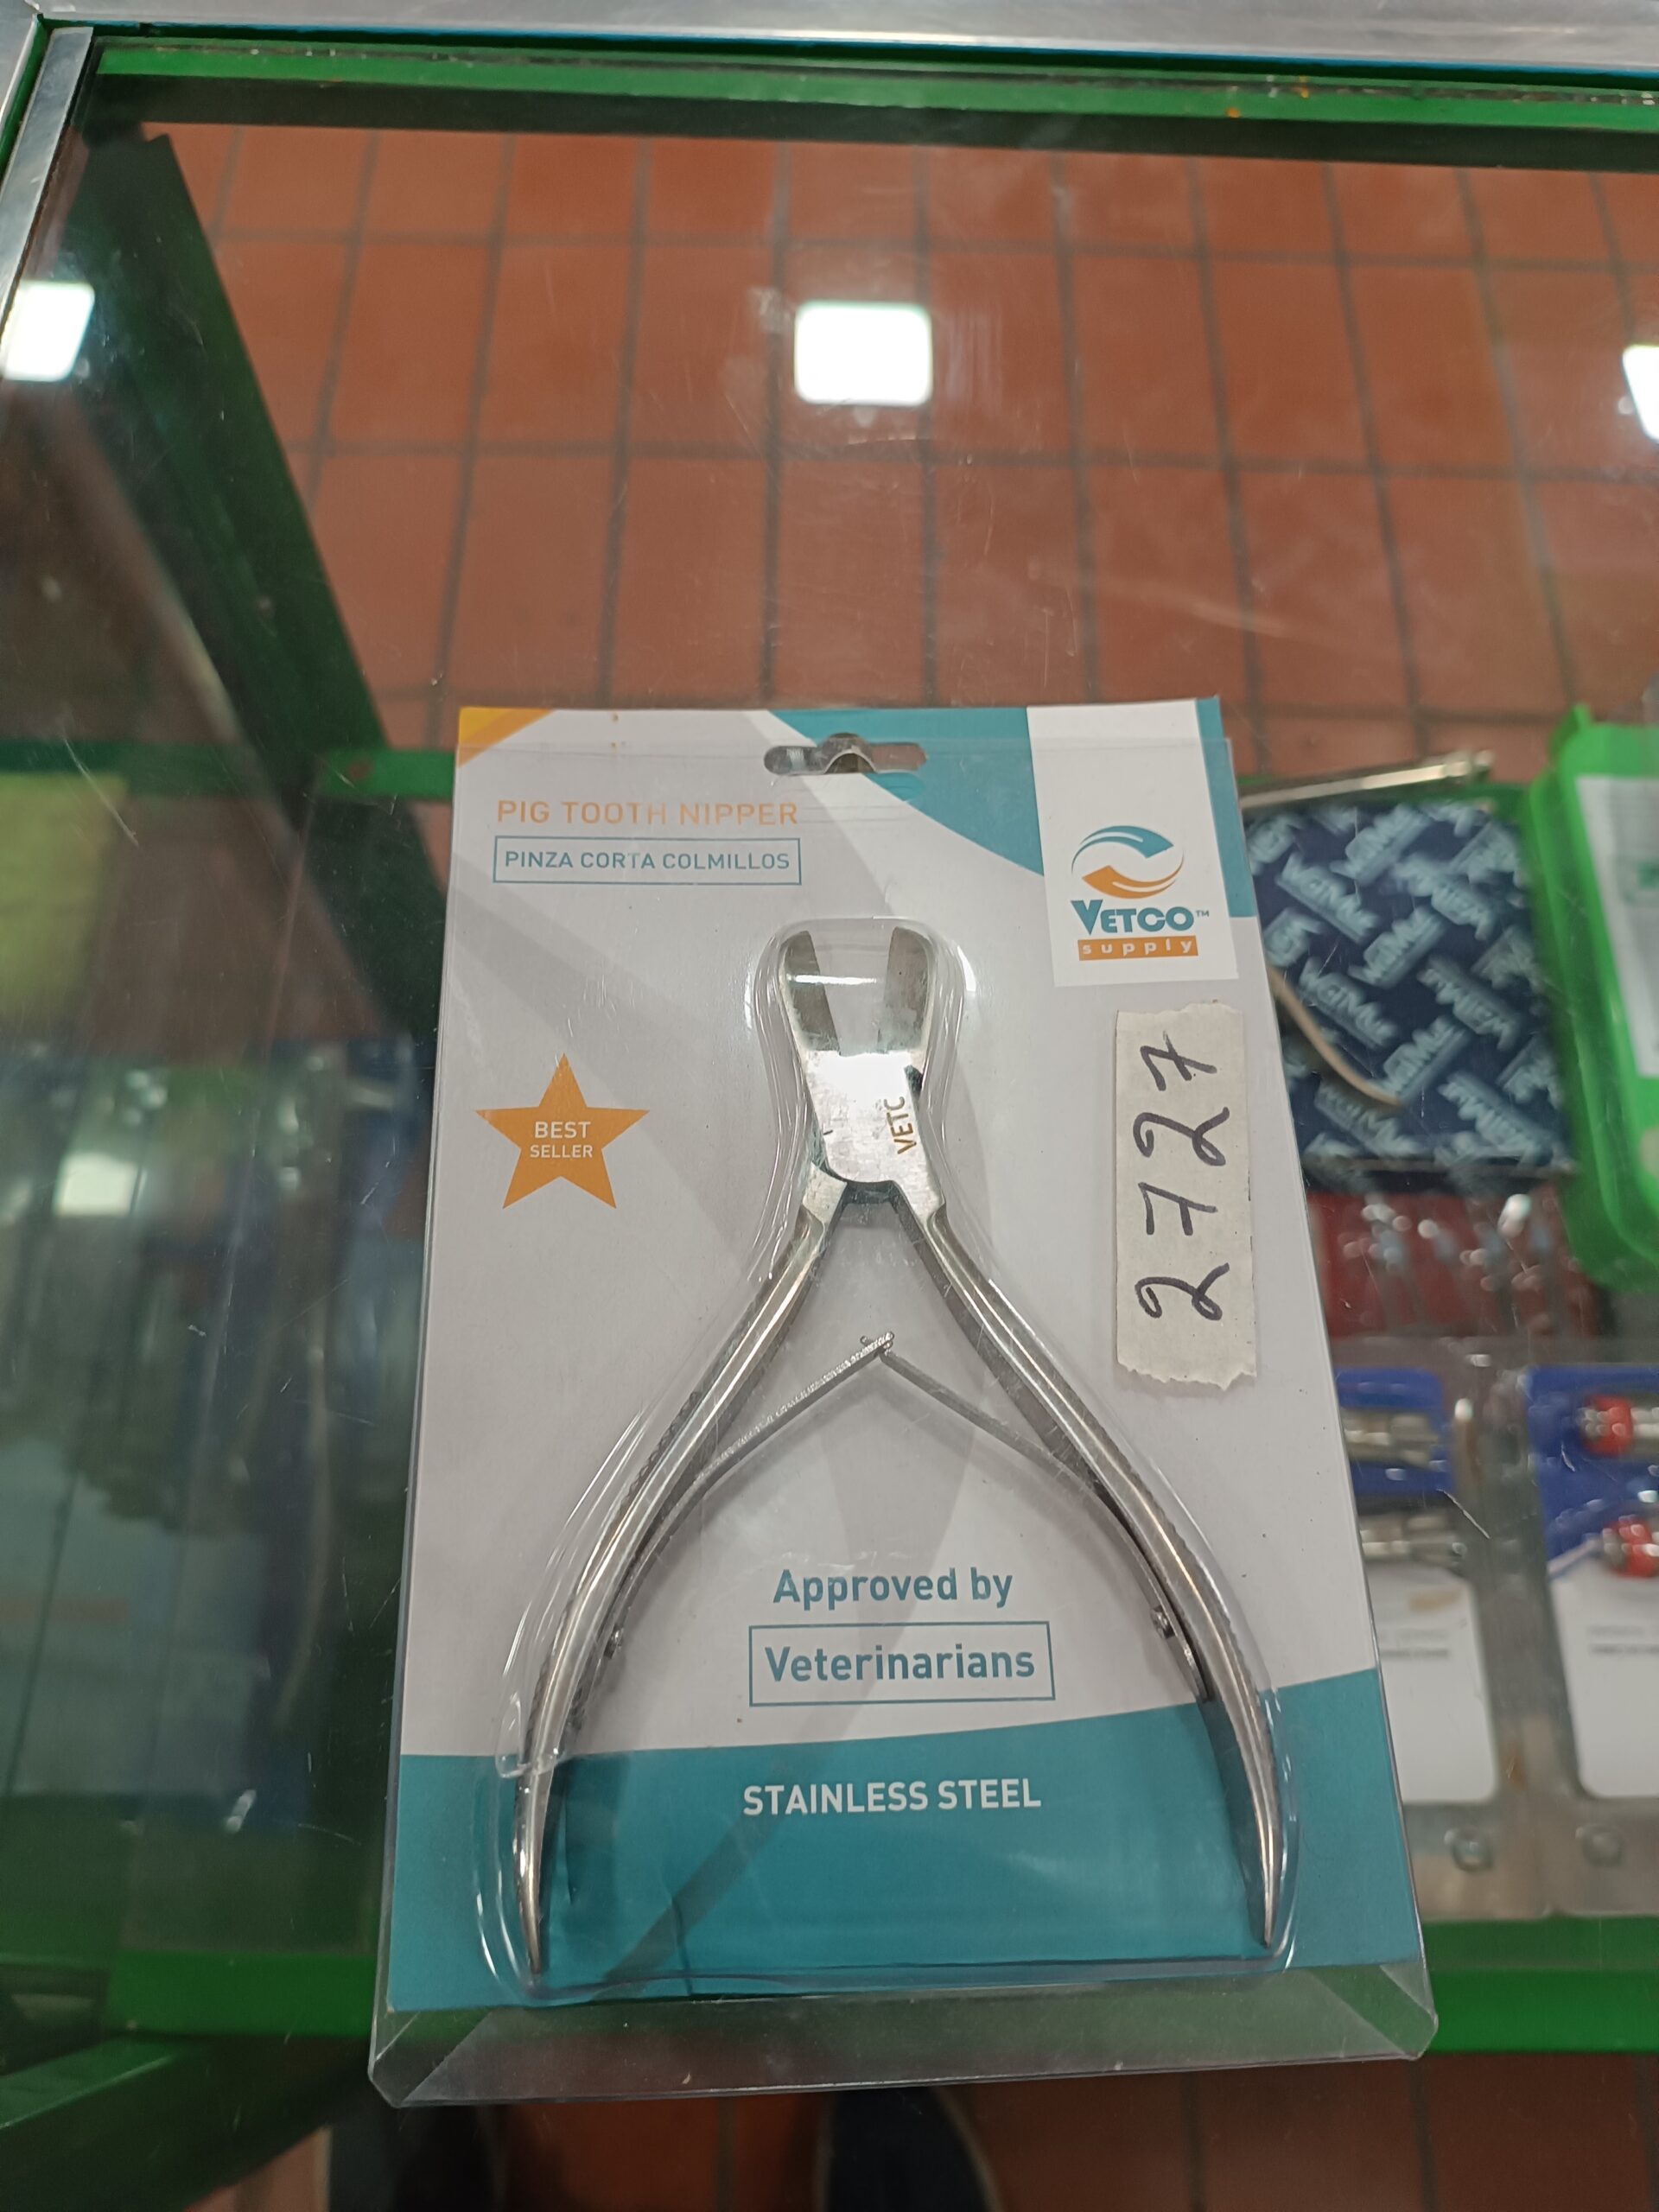 PIG TOOTH NIPPER
PINZA CORTA COLMILLOS
VETCO™
supply
BEST
SELLER
VETC
2727
Approved by
Veterinarians
STAINLESS STEEL